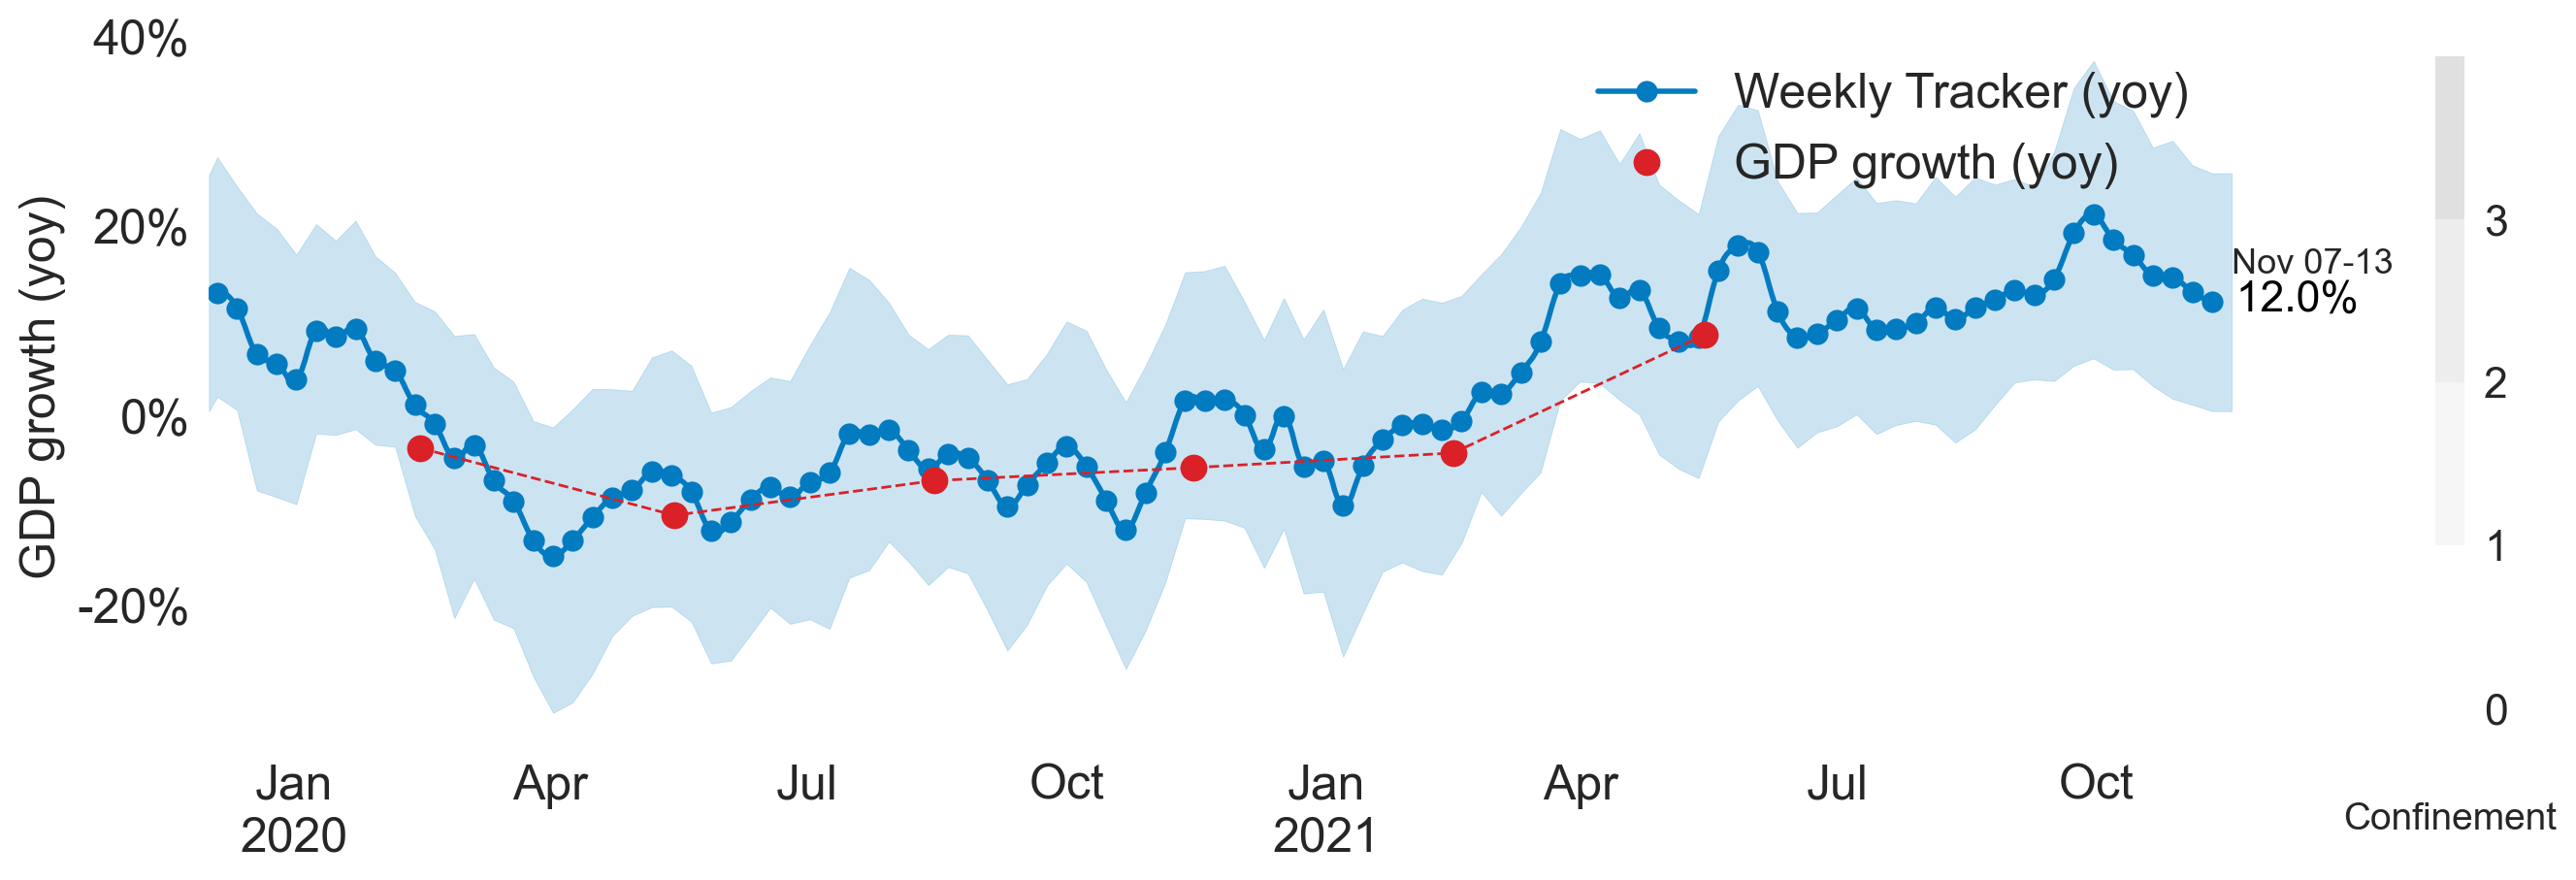 40%
20%
0%
-20%
GDP growth (yoy)
Weekly Tracker (yoy)
GDP growth (yoy)
Nov 07-13
12.0%
3
2
1
0
Confinement
Jan
2020
Apr
Jul
Oct
Jan
2021
Apr
Jul
Oct